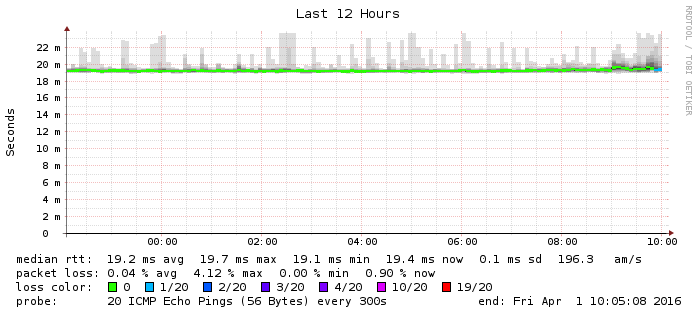 Last 12 Hours
RRDTOOL / TOBI OETIKER
Seconds
22 m
20 m
18 m
16 m
14 m
12 m
10 m
8 m
6 m
4 m
2 m
0
00:00 02:00 04:00 06:00 08:00 10:00
median rtt: 19.2 ms avg 19.7 ms max 19.1 ms min 19.4 ms now 0.1 ms sd 196.3 am/s
packet loss: 0.04 % avg 4.12 % max 0.00 % min 0.90 % now
loss color: 0 1/20 2/20 3/20 4/20 10/20 19/20
probe: 20 ICMP Echo Pings (56 Bytes) every 300s end: Fri Apr 1 10:05:08 2016